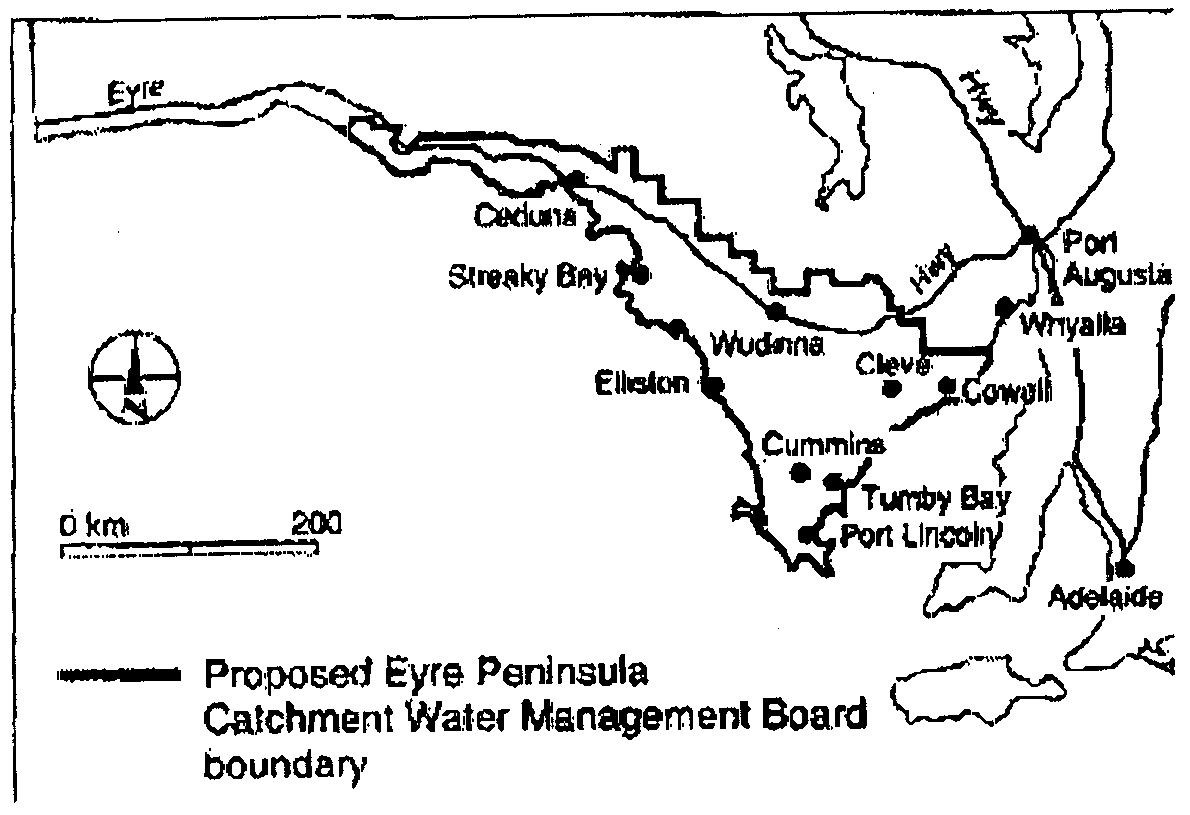 Eyre
Hwy
Ceduna
Port
Augusta
Hwy
Streaky Bay
Whyalla
Wudinna
Cleve
Elliston
Cowell
N
Cummins
Tumby Bay
0 km 200
Port Lincoln
Adelaide
Proposed Eyre Peninsula
Catchment Water Management Board
boundary